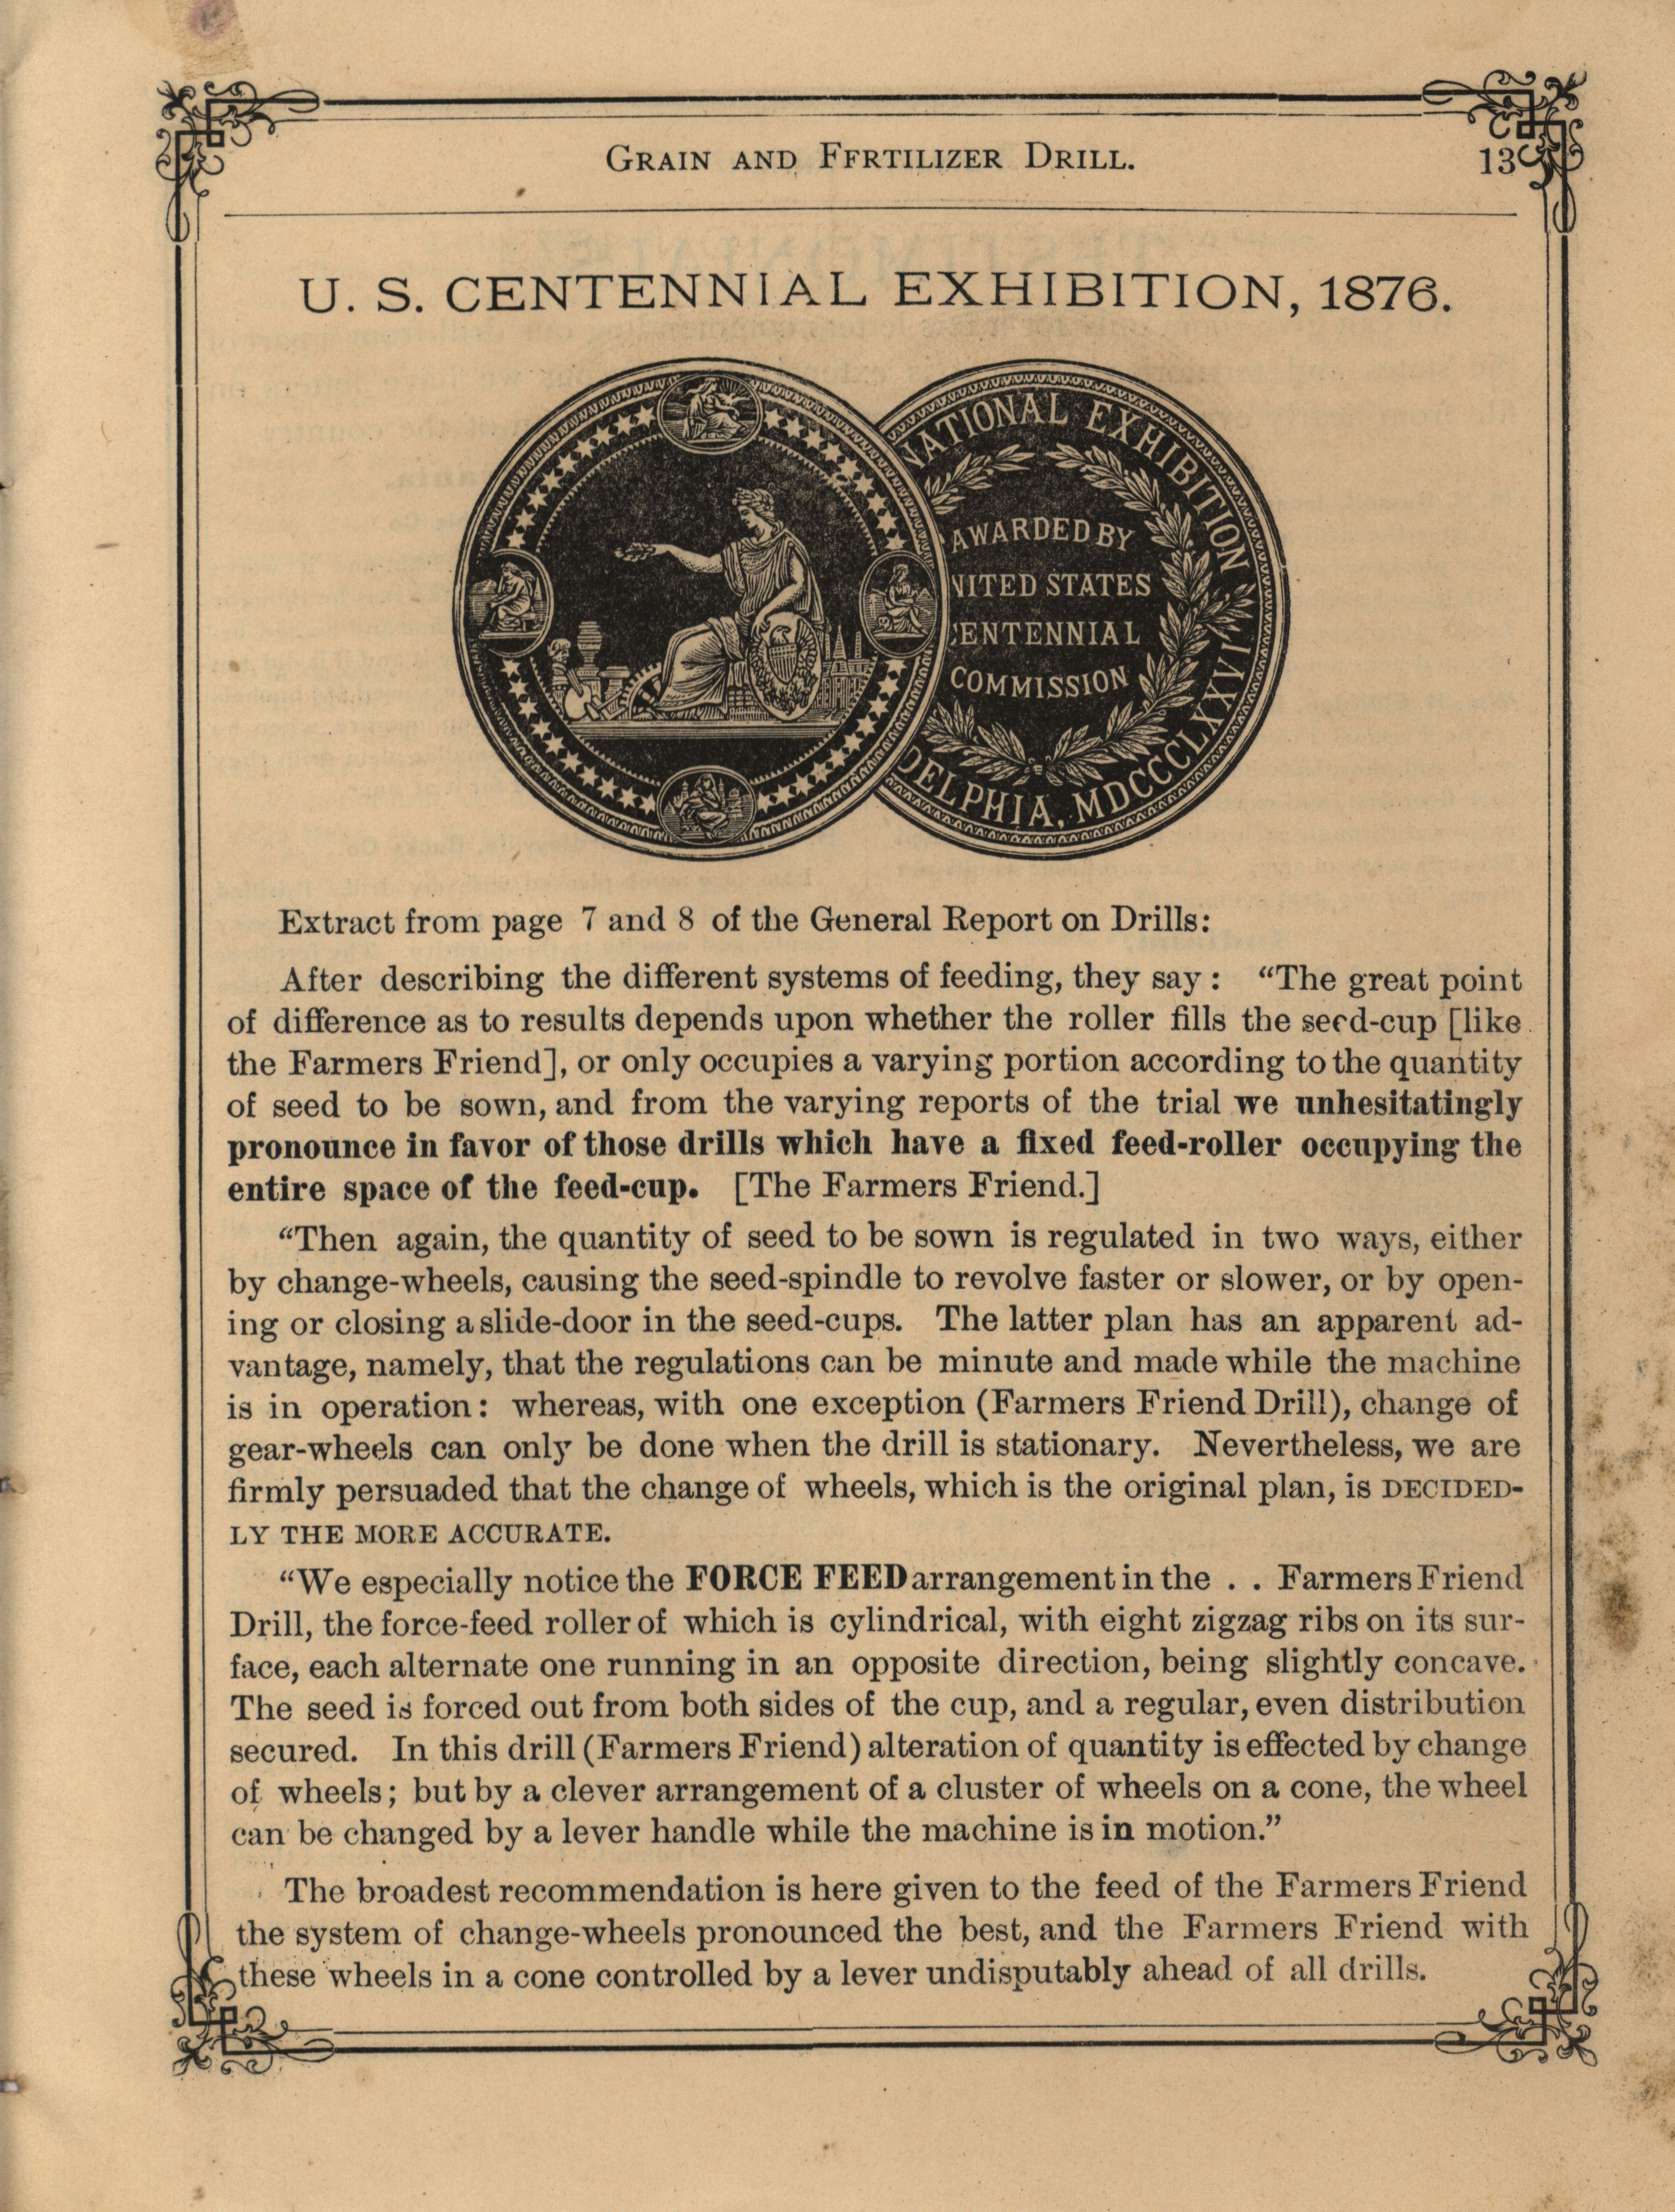 GRAIN AND FFRTILIZER DRILL.
13
U. S. CENTENNIAL EXHIBITION, 1876.
NATIONAL EXHIBITION
AWARDED BY
NITED STATES
ENTENNIAL
COMMISSION
DELPHIA, MDCCCLXXVI
Extract from page 7 and 8 of the General Report on Drills:
After describing the different systems of feeding, they say: "The great point
of difference as to results depends upon whether the roller fills the seed-cup [like
the Farmers Friend], or only occupies a varying portion according to the quantity
of seed to be sown, and from the varying reports of the trial we unhesitatingly
pronounce in favor of those drills which have a fixed feed-roller occupying the
entire space of the feed-cup. [The Farmers Friend.]
"Then again, the quantity of seed to be sown is regulated in two ways, either
by change-wheels, causing the seed-spindle to revolve faster or slower, or by open-
ing or closing a slide-door in the seed-cups. The latter plan has an apparent ad-
vantage, namely, that the regulations can be minute and made while the machine
is in operation: whereas, with one exception (Farmers Friend Drill), change of
gear-wheels can only be done when the drill is stationary. Nevertheless, we are
firmly persuaded that the change of wheels, which is the original plan, is DECIDED-
LY THE MORE ACCURATE.
"We especially notice the FORCE FEED arrangement in the . . Farmers Friend
Drill, the force-feed roller of which is cylindrical, with eight zigzag ribs on its sur-
face, each alternate one running in an opposite direction, being slightly concave.
The seed is forced out from both sides of the cup, and a regular, even distribution
secured. In this drill (Farmers Friend) alteration of quantity is effected by change
of wheels; but by a clever arrangement of a cluster of wheels on a cone, the wheel
can be changed by a lever handle while the machine is in motion."
The broadest recommendation is here given to the feed of the Farmers Friend
the system of change-wheels pronounced the best, and the Farmers Friend with
these wheels in a cone controlled by a lever undisputably ahead of all drills.